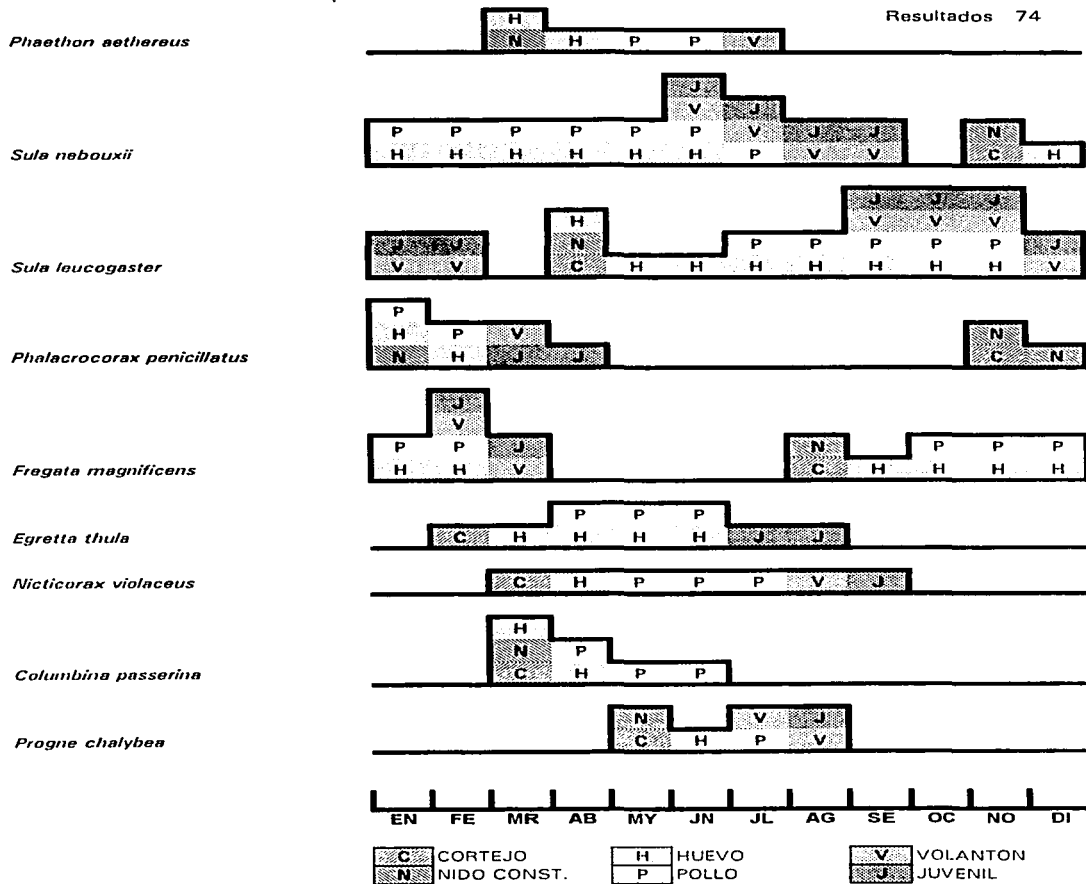 Resultados 74
H
Phaethon aethereus
N H P P V
J
V J
P P P P P P V J J N
Sula nebouxii
H H H H H H P V V C H
J J J
H V V V
J J N P P P P P J
Sula leucogaster
V V C H H H H H H H V
P
H P V N
Phalacrocorax penicillatus
N H J J C N
J
V
P P J N P P P
Fregata magnificens
H H V C H H H H
P P P
Egretta thula
C H H H H J J
Nicticorax violaceus
C H P P P V J
H
N P
Columbina passerina
C H P P
N V J
Progne chalybea
C H P V
EN FE MR AB MY JN JL AG SE OC NO DI
C CORTEJO H HUEVO V VOLANTON
N NIDO CONST. P POLLO J JUVENIL